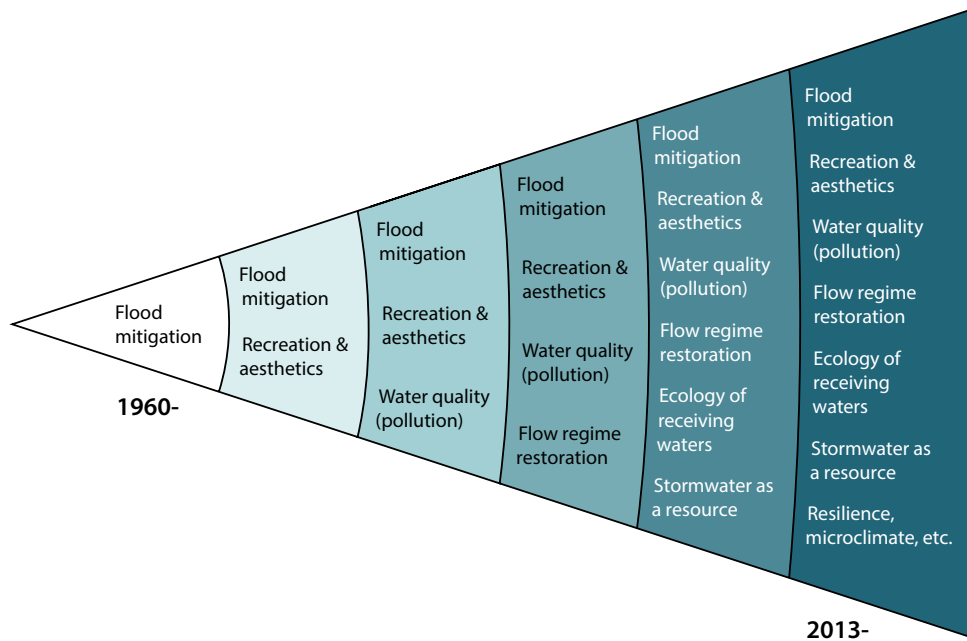 Flood
mitigation
1960-
Flood
mitigation
Recreation &
aesthetics
Flood
mitigation
Recreation &
aesthetics
Water quality
(pollution)
Flood
mitigation
Recreation &
aesthetics
Water quality
(pollution)
Flow regime
restoration
Flood
mitigation
Recreation &
aesthetics
Water quality
(pollution)
Flow regime
restoration
Ecology of
receiving
waters
Stormwater as
a resource
Flood
mitigation
Recreation &
aesthetics
Water quality
(pollution)
Flow regime
restoration
Ecology of
receiving
waters
Stormwater as
a resource
Resilience,
microclimate, etc.
2013-